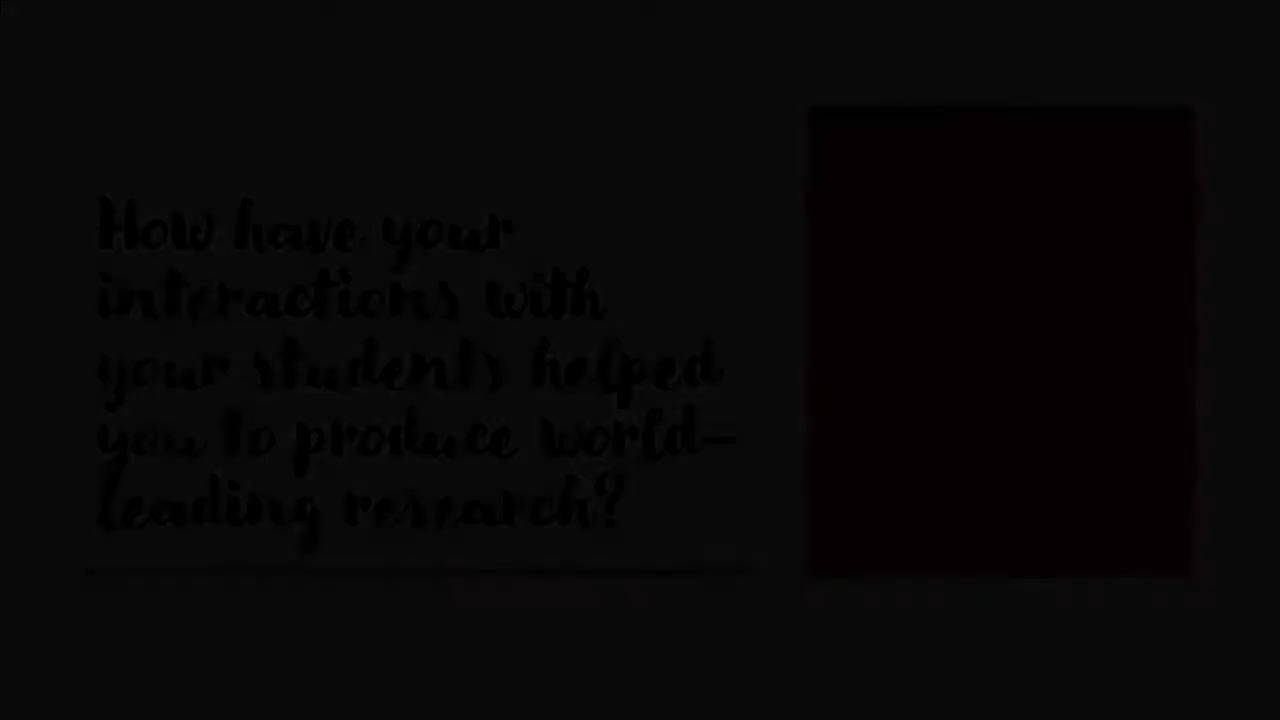 How have your
interactions with
your students helped
you to produce world-
leading research?